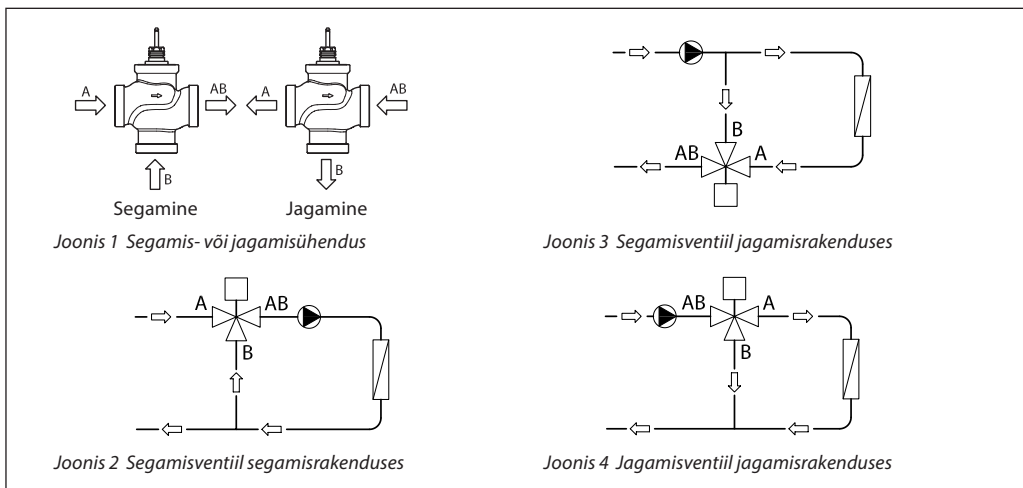 A
AB
B
A
AB
B
Segamine
Jagamine
Joonis 1 Segamis- või jagamisühendus
B
AB
A
Joonis 3 Segamisventiil jagamisrakenduses
A
AB
B
Joonis 2 Segamisventiil segamisrakenduses
AB
A
B
Joonis 4 Jagamisventiil jagamisrakenduses